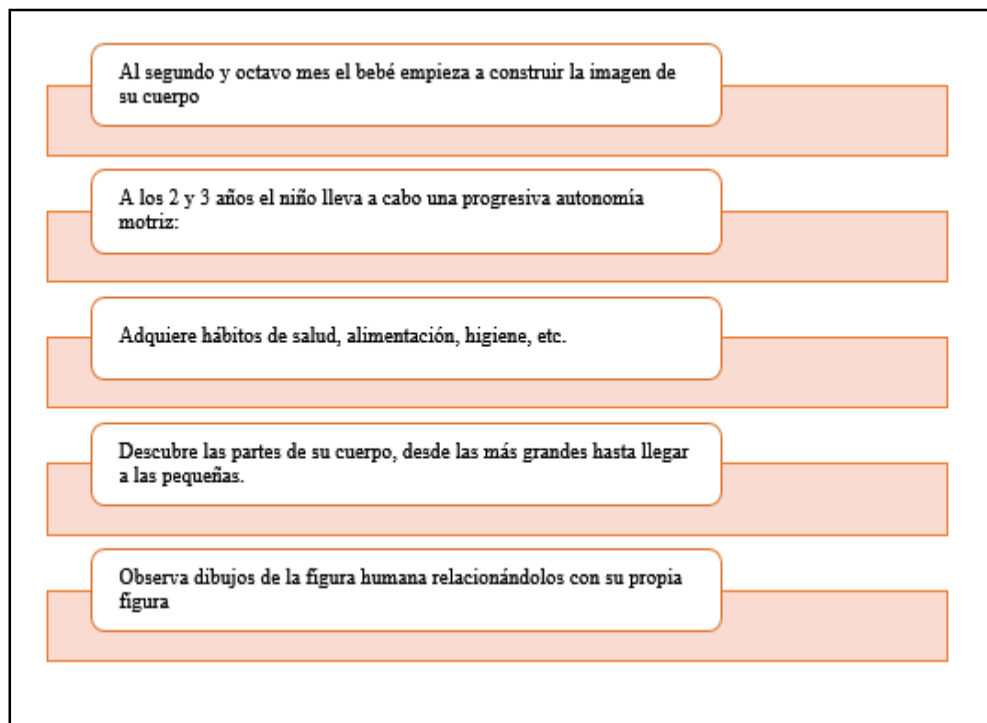 Al segundo y octavo mes el bebé empieza a construir la imagen de
su cuerpo
A los 2 y 3 años el niño lleva a cabo una progresiva autonomía
motriz:
Adquiere hábitos de salud, alimentación, higiene, etc.
Descubre las partes de su cuerpo, desde las más grandes hasta llegar
a las pequeñas.
Observa dibujos de la figura humana relacionándolos con su propia
figura